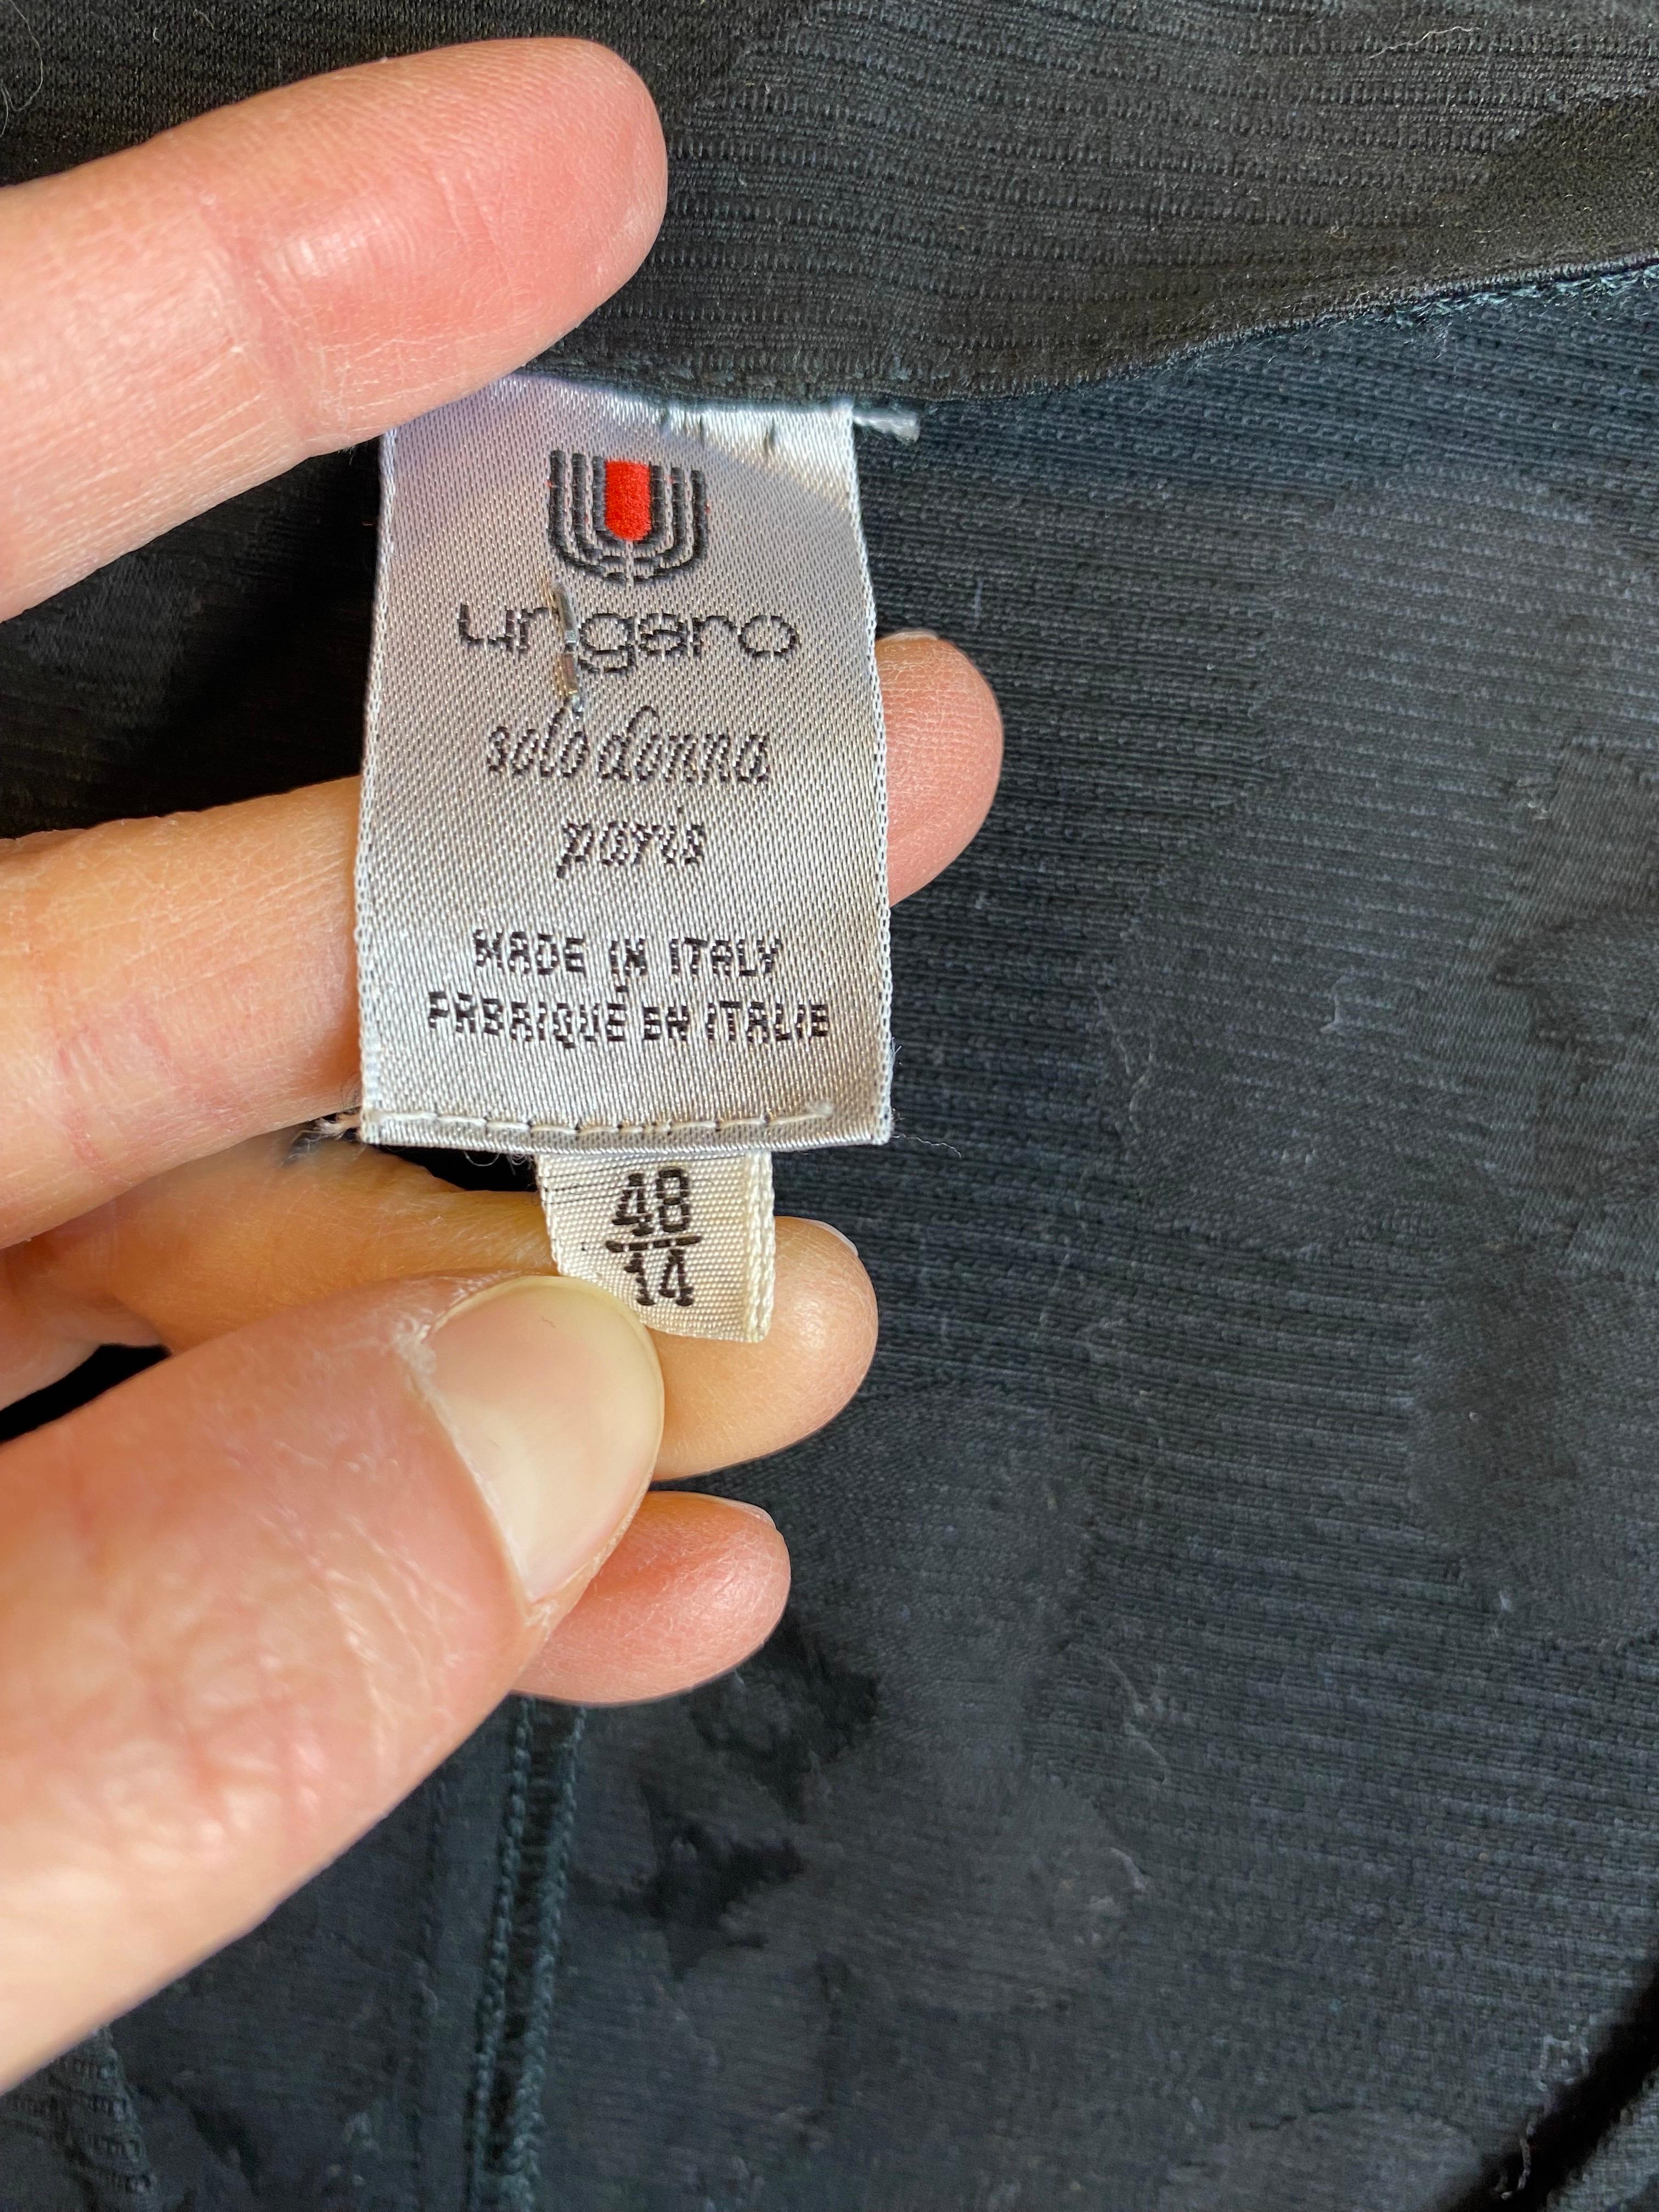 ungaro
solo donna
paris
MADE IN ITALY
FABRIQUÉ EN ITALIE
48
14